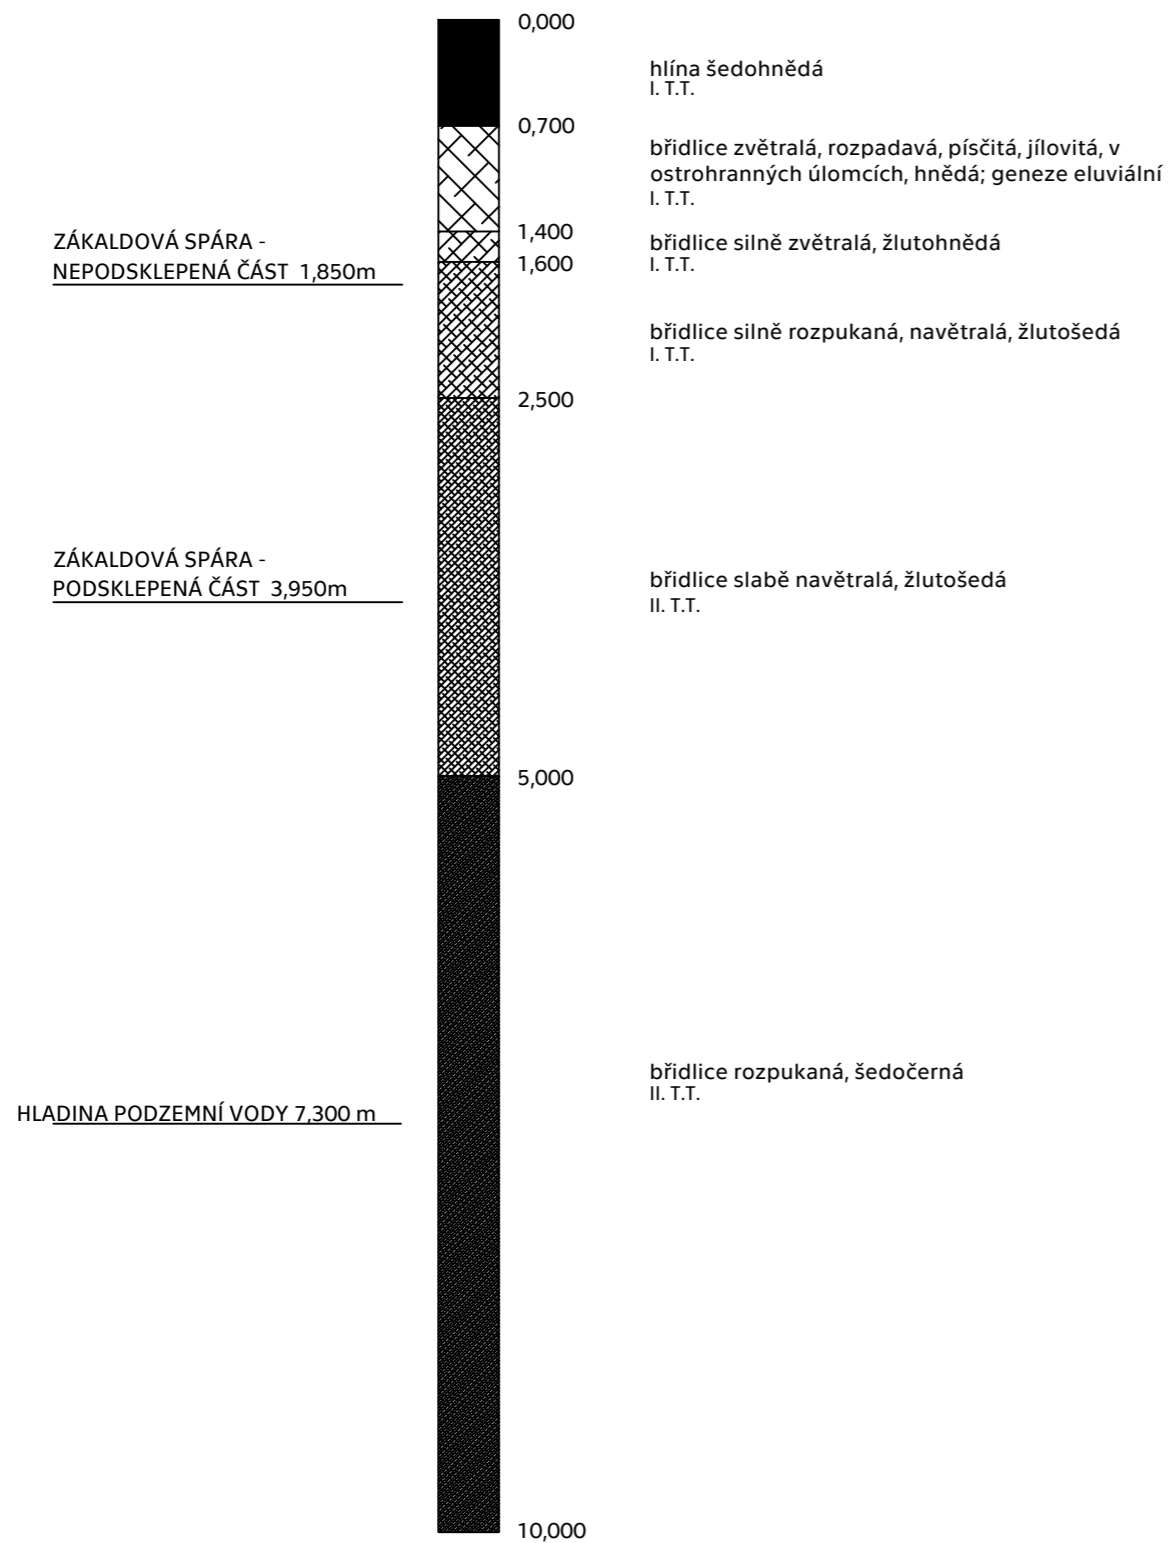 0,000
hlína šedohnědá
I. T.T.
0,700
břidlice zvětralá, rozpadavá, písčitá, jílovitá, v
ostrohranných úlomcích, hnědá; geneze eluviální
I. T.T.
1,400
břidlice silně zvětralá, žlutohnědá
I. T.T.
ZÁKALDOVÁ SPÁRA -
NEPODSKLEPENÁ ČÁST 1,850m
1,600
břidlice silně rozpukaná, navětralá, žlutošedá
I. T.T.
2,500
ZÁKALDOVÁ SPÁRA -
PODSKLEPENÁ ČÁST 3,950m
břidlice slabě navětralá, žlutošedá
II. T.T.
5,000
břidlice rozpukaná, šedočerná
II. T.T.
HLADINA PODZEMNÍ VODY 7,300 m
10,000